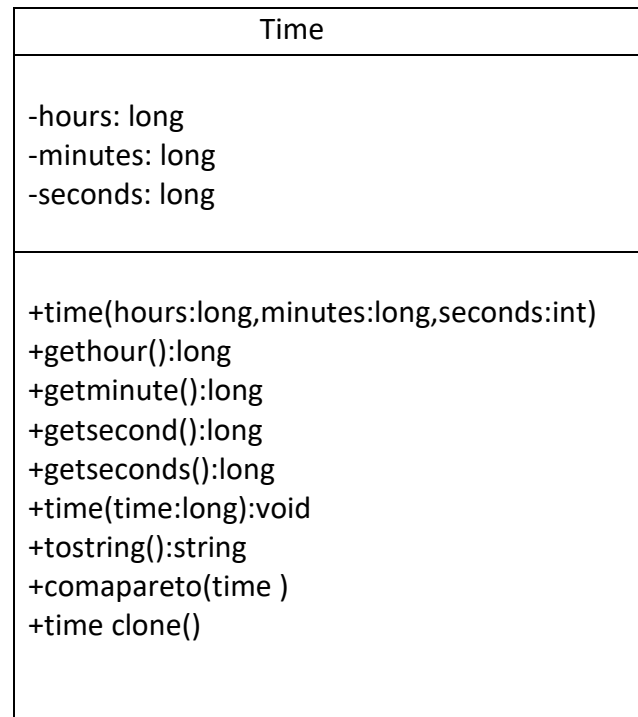 Time
-hours: long
-minutes: long
-seconds: long
+time(hours:long,minutes:long,seconds:int)
+gethour():long
+getminute():long
+getsecond():long
+getseconds():long
+time(time:long):void
+tostring():string
+comapareto(time )
+time clone()